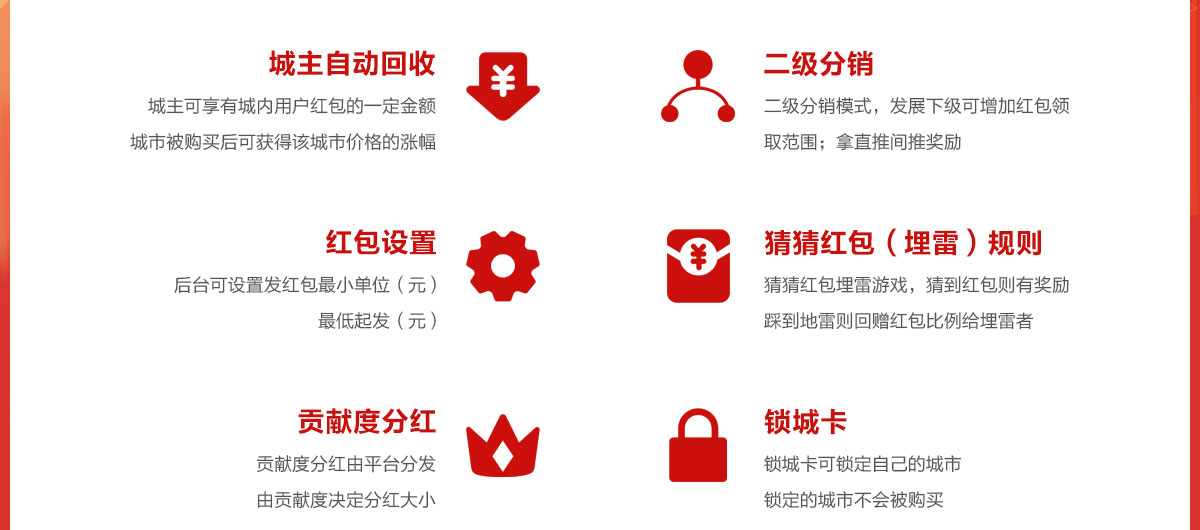 城主自动回收
城主可享有城内用户红包的一定金额
城市被购买后可获得该城市价格的涨幅
二级分销
二级分销模式，发展下级可增加红包领
取范围；拿直推间推奖励
红包设置
后台可设置发红包最小单位（元）
最低起发（元）
猜猜红包（埋雷）规则
猜猜红包埋雷游戏，猜到红包则有奖励
踩到地雷则回赠红包比例给埋雷者
贡献度分红
贡献度分红由平台分发
由贡献度决定分红大小
锁城卡
锁城卡可锁定自己的城市
锁定的城市不会被购买